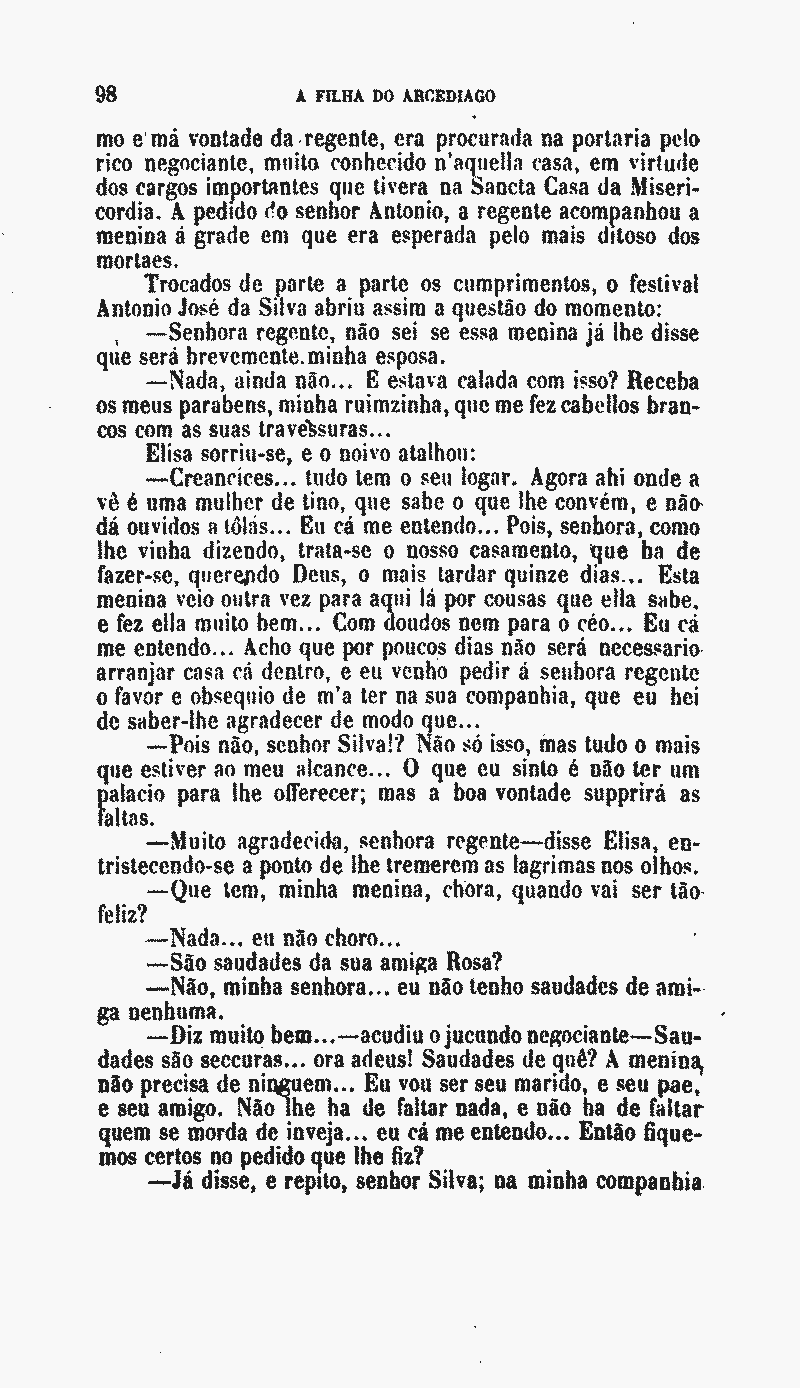 98 A FILHA DO ARCEDIAGO
mo e má vontade da regente, era procurada na portaria pelo
rico negociante, muito conhecido n'aquella casa, em virtude
dos cargos importantes que tivera na Sancta Casa da Miseri-
cordia. A pedido do senhor Antonio, a regente acompanhou a
menina á grade em que era esperada pelo mais ditoso dos
mortaes.
Trocados de parte a parte os cumprimentos, o festival
Antonio José da Silva abriu assim a questão do momento:
—Senhora regente, não sei se essa menina já lhe disse
que será brevemente minha esposa.
—Nada, ainda não... E estava calada com isso? Receba
os meus parabens, minha ruimzinha, que me fez cabellos bran-
cos com as suas travessuras...
Elisa sorriu-se, e o noivo atalhou:
—Creancices... tudo tem o seu logar. Agora ahi onde a
vê é uma mulher de tino, que sabe o que lhe convém, e não
dá ouvidos a tôlas... Eu cá me entendo... Pois, senhora, como
lhe vinha dizendo, trata-se o nosso casamento, que ha de
fazer-se, querendo Deus, o mais tardar quinze dias... Esta
menina veio outra vez para aqui lá por cousas que ella sabe,
e fez ella muito bem... Com doudos nem para o céo... Eu cá
me entendo... Acho que por poucos dias não será necessario
arranjar casa cá dentro, e eu venho pedir á senhora regente
o favor e obsequio de m'a ter na sua companhia, que eu hei
de saber-lhe agradecer de modo que...
—Pois não, senhor Silva!? Não só isso, mas tudo o mais
que estiver ao meu alcance... O que eu sinto é não ter um
palacio para lhe offerecer; mas a boa vontade supprirá as
faltas.
—Muito agradecida, senhora regente—disse Elisa, en-
tristecendo-se a ponto de lhe tremerem as lagrimas nos olhos.
—Que tem, minha menina, chora, quando vai ser tão
feliz?
—Nada... eu não choro...
—São saudades da sua amiga Rosa?
—Não, minha senhora... eu não tenho saudades de ami-
ga nenhuma.
—Diz muito bem...—acudiu o jucundo negociante—Sau-
dades são seccuras... ora adeus! Saudades de quê? A menina
não precisa de ninguem... Eu vou ser seu marido, e seu pae,
e seu amigo. Não lhe ha de faltar nada, e não ha de faltar
quem se morda de inveja... eu cá me entendo... Então fique-
mos certos no pedido que lhe fiz?
—Já disse, e repito, senhor Silva; na minha companhia